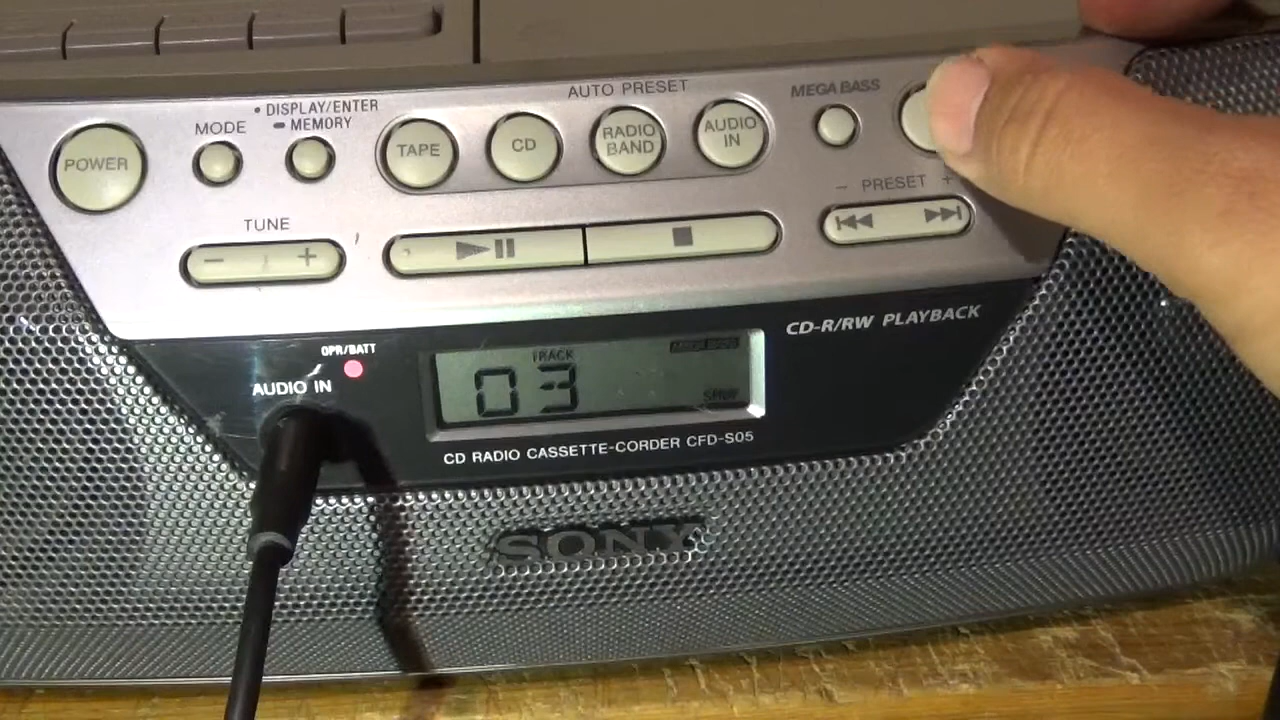 POWER
MODE
• DISPLAY/ENTER
MEMORY
TAPE
CD
AUTO PRESET
RADIO
BAND
AUDIO
IN
MEGA BASS
TUNE
−
+
− PRESET +
CD-R/RW PLAYBACK
OPR/BATT
AUDIO IN
TRACK
03
CD RADIO CASSETTE-CORDER CFD-S05
SONY